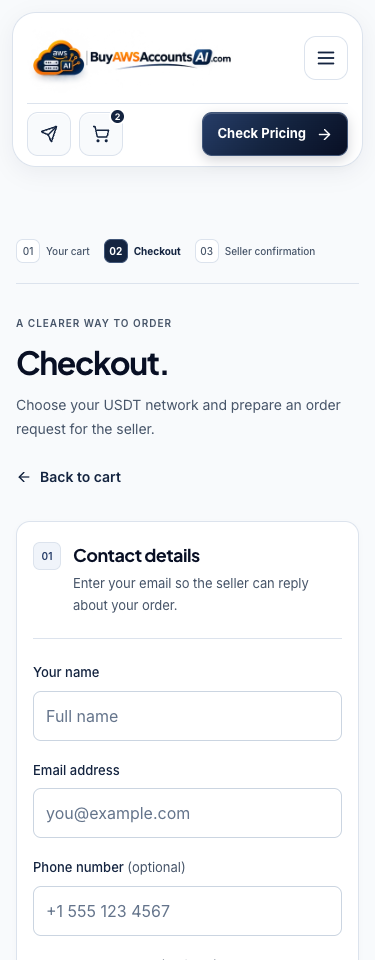 aws
AI
BuyAWSAccountsAI.com
2
Check Pricing
01 Your cart 02 Checkout 03 Seller confirmation
A CLEARER WAY TO ORDER
Checkout.
Choose your USDT network and prepare an order
request for the seller.
Back to cart
01 Contact details
Enter your email so the seller can reply
about your order.
Your name
Full name
Email address
you@example.com
Phone number (optional)
+1 555 123 4567